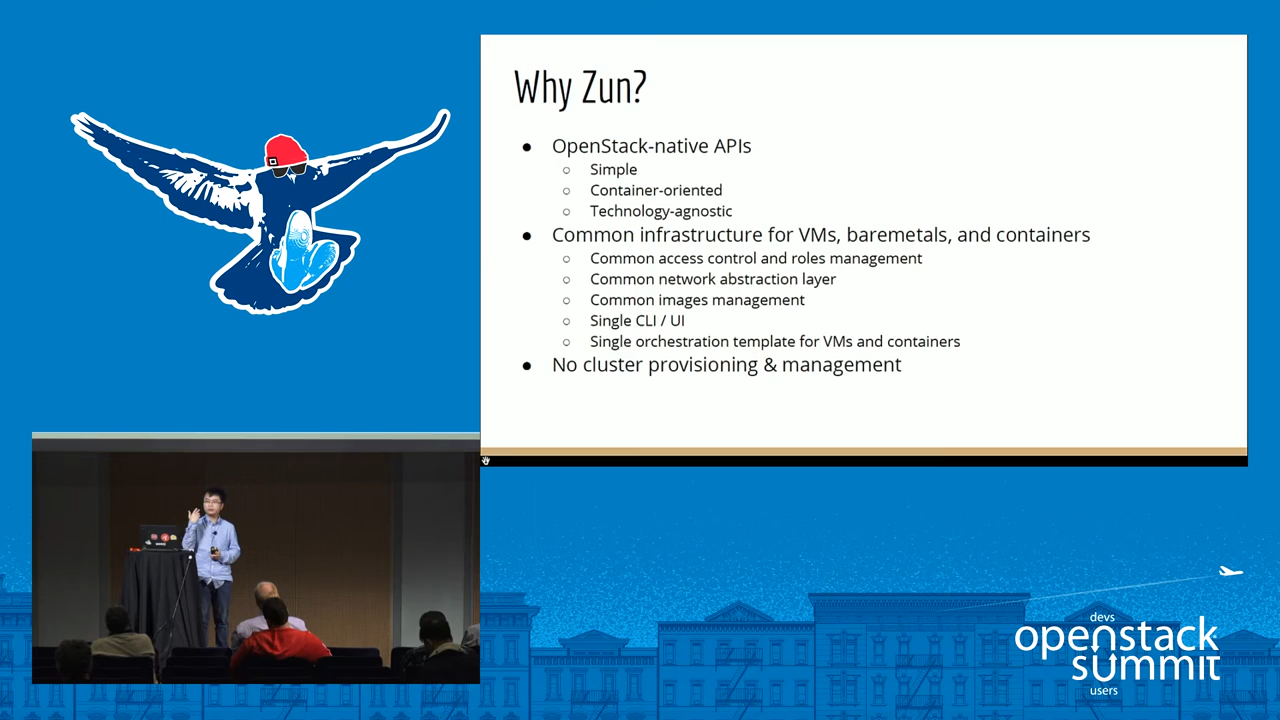 Why Zun?
● OpenStack-native APIs
○ Simple
○ Container-oriented
○ Technology-agnostic
● Common infrastructure for VMs, baremetals, and containers
○ Common access control and roles management
○ Common network abstraction layer
○ Common images management
○ Single CLI / UI
○ Single orchestration template for VMs and containers
● No cluster provisioning & management
devs
openstack
summit
users